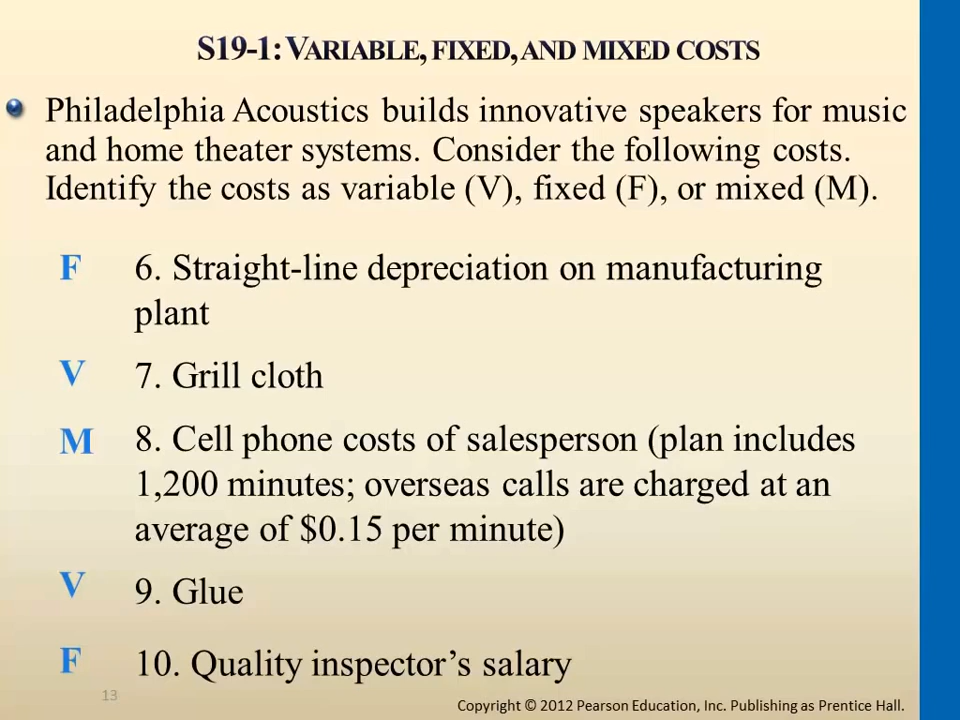 S19-1: VARIABLE, FIXED, AND MIXED COSTS
Philadelphia Acoustics builds innovative speakers for music
and home theater systems. Consider the following costs.
Identify the costs as variable (V), fixed (F), or mixed (M).
F 6. Straight-line depreciation on manufacturing
plant
V 7. Grill cloth
M 8. Cell phone costs of salesperson (plan includes
1,200 minutes; overseas calls are charged at an
average of $0.15 per minute)
V 9. Glue
F 10. Quality inspector’s salary
13
Copyright © 2012 Pearson Education, Inc. Publishing as Prentice Hall.